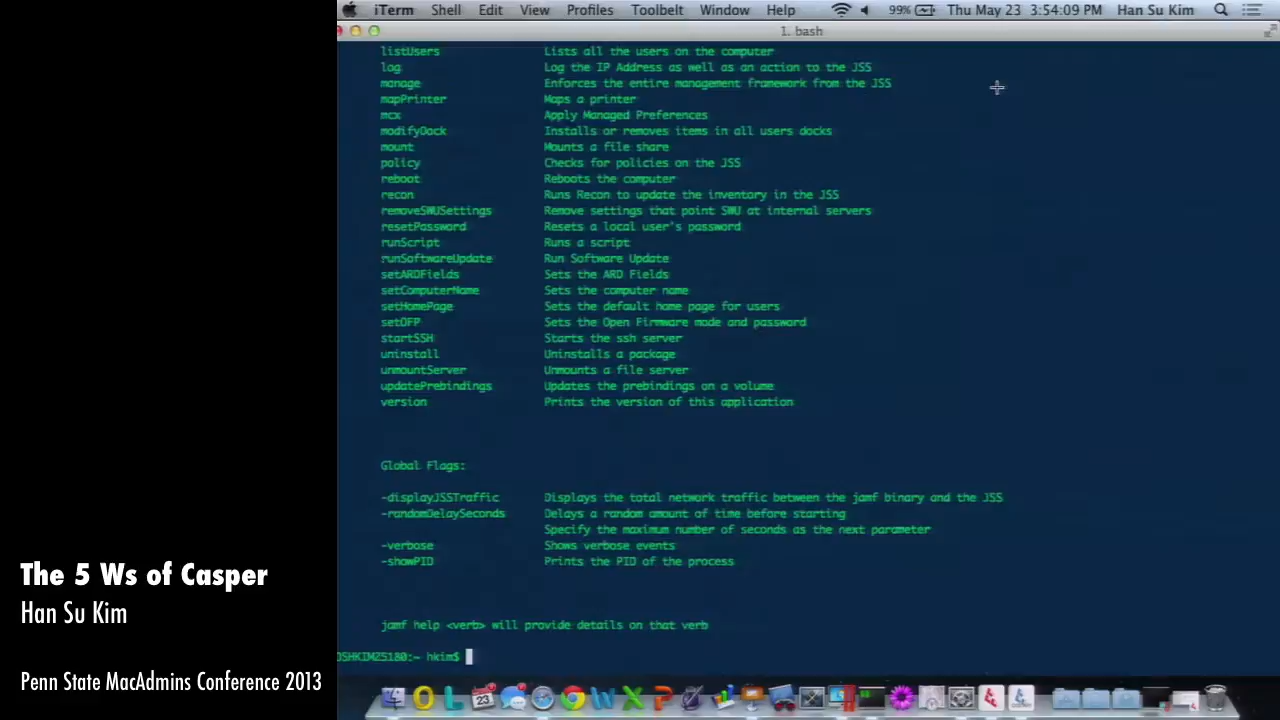 iTerm Shell Edit View Profiles Toolbelt Window Help 99% Thu May 23 3:54:09 PM Han Su Kim
1. bash
listUsers Lists all the users on the computer
log Log the IP Address as well as an action to the JSS
manage Enforces the entire management framework from the JSS
mapPrinter Maps a printer
mcx Apply Managed Preferences
modifyDock Installs or removes items in all users docks
mount Mounts a file share
policy Checks for policies on the JSS
reboot Reboots the computer
recon Runs Recon to update the inventory in the JSS
removeSWUSettings Remove settings that point SWU at internal servers
resetPassword Resets a local user's password
runScript Runs a script
runSoftwareUpdate Run Software Update
setARDFields Sets the ARD Fields
setComputerName Sets the computer name
setHomePage Sets the default home page for users
setOFP Sets the Open Firmware mode and password
startSSH Starts the ssh server
uninstall Uninstalls a package
unmountServer Unmounts a file server
updatePrebindings Updates the prebindings on a volume
version Prints the version of this application
Global Flags:
-displayJSSTraffic Displays the total network traffic between the jamf binary and the JSS
-randomDelaySeconds Delays a random amount of time before starting
Specify the maximum number of seconds as the next parameter
-verbose Shows verbose events
-showPID Prints the PID of the process
jamf help <verb> will provide details on that verb
OSHKIMZ5180:~ hkim$
The 5 Ws of Casper
Han Su Kim
Penn State MacAdmins Conference 2013